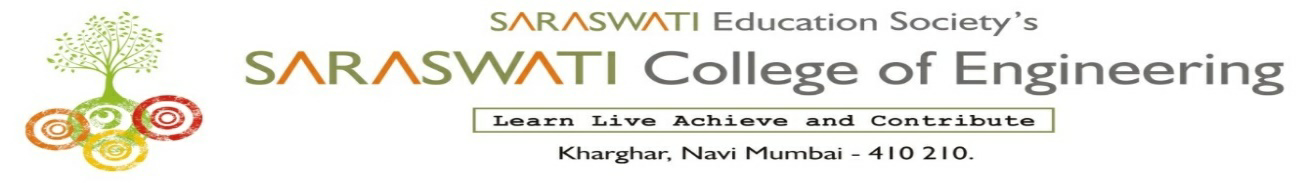 SARASWATI Education Society's
SARASWATI College of Engineering
Learn Live Achieve and Contribute
Kharghar, Navi Mumbai - 410 210.